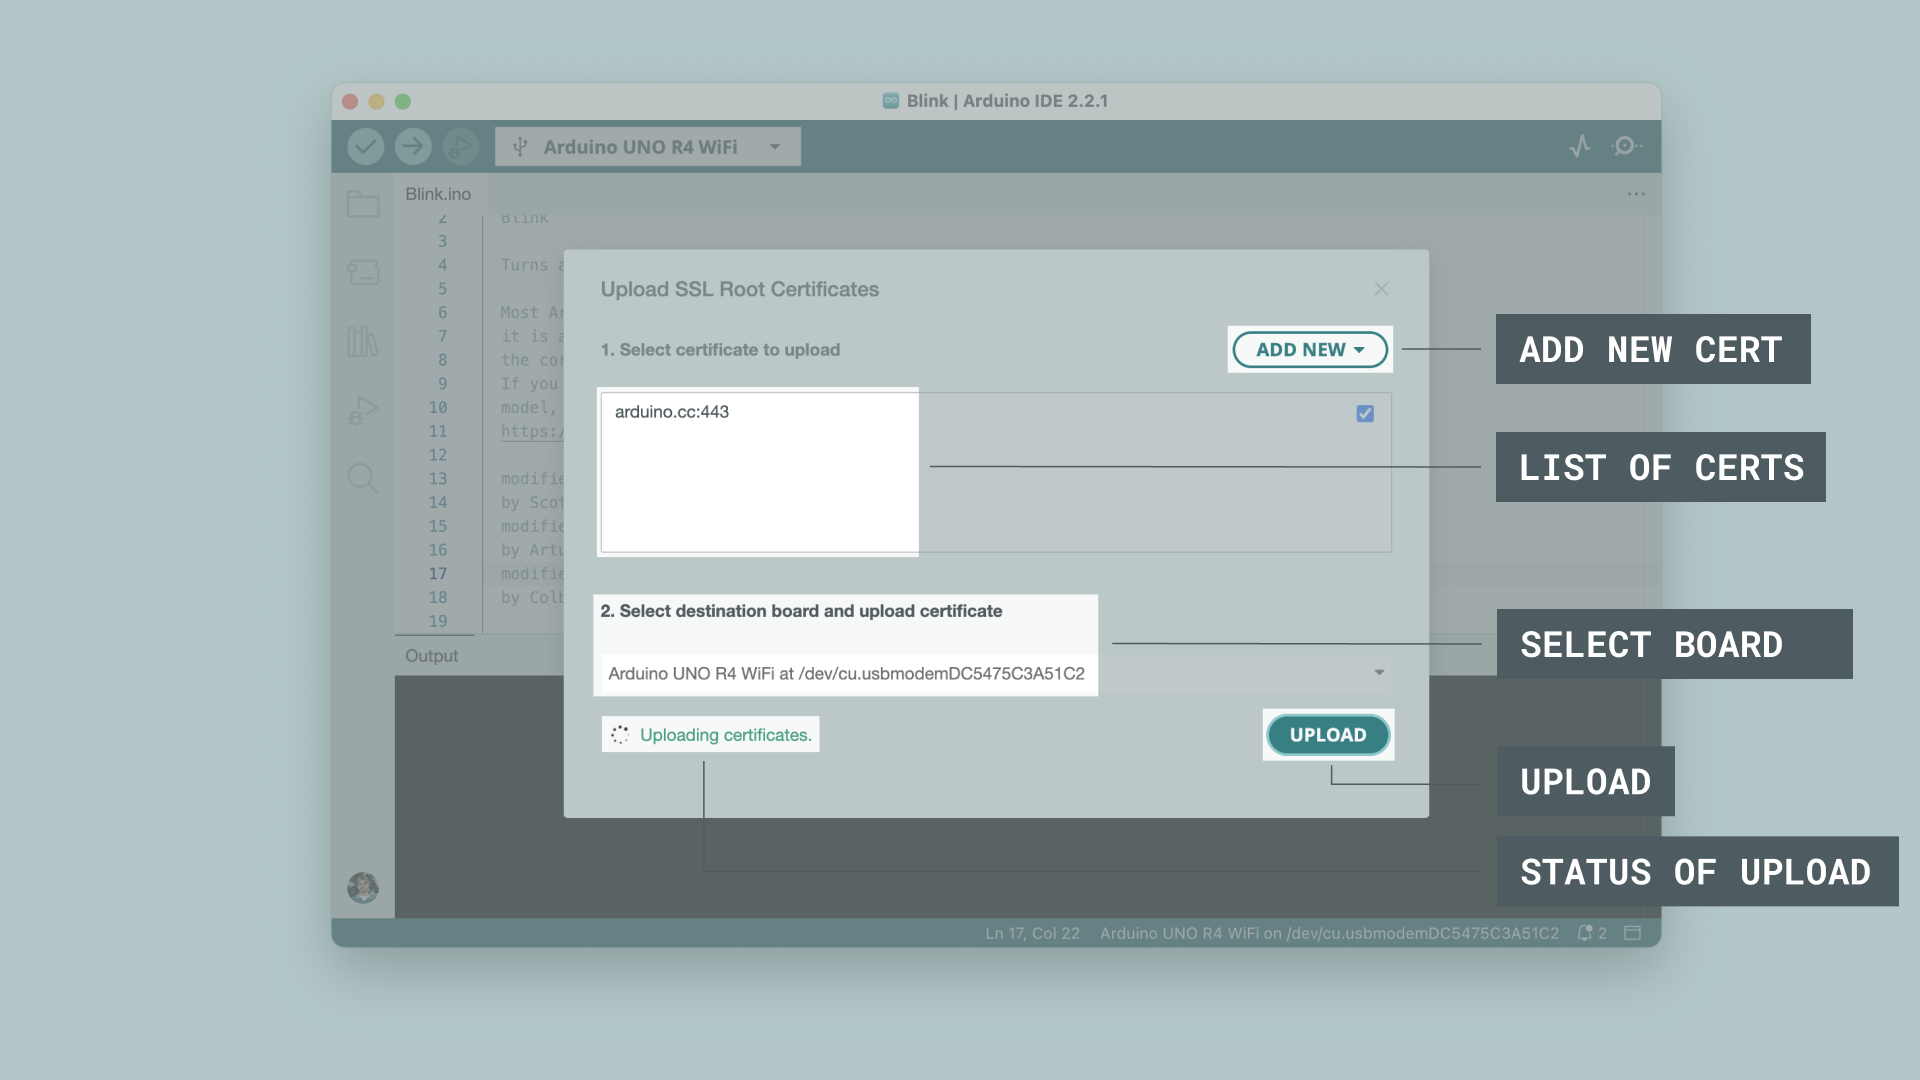 Blink | Arduino IDE 2.2.1
Arduino UNO R4 WiFi
Blink.ino
2 Blink
3
4 Turns a
5
6 Most Ar
7 it is a
8 the cor
9 If you
10 model,
11 https:/
12
13 modifie
14 by Scot
15 modifie
16 by Artu
17 modifie
18 by Colb
19
Output
Upload SSL Root Certificates
1. Select certificate to upload
ADD NEW
arduino.cc:443
2. Select destination board and upload certificate
Arduino UNO R4 WiFi at /dev/cu.usbmodemDC5475C3A51C2
Uploading certificates.
UPLOAD
ADD NEW CERT
LIST OF CERTS
SELECT BOARD
UPLOAD
STATUS OF UPLOAD
Ln 17, Col 22 Arduino UNO R4 WiFi on /dev/cu.usbmodemDC5475C3A51C2 2